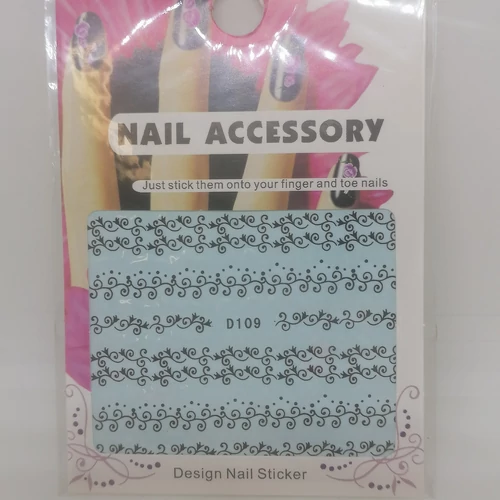 NAIL ACCESSORY
Just stick them onto your finger and toe nails
D109
Design Nail Sticker